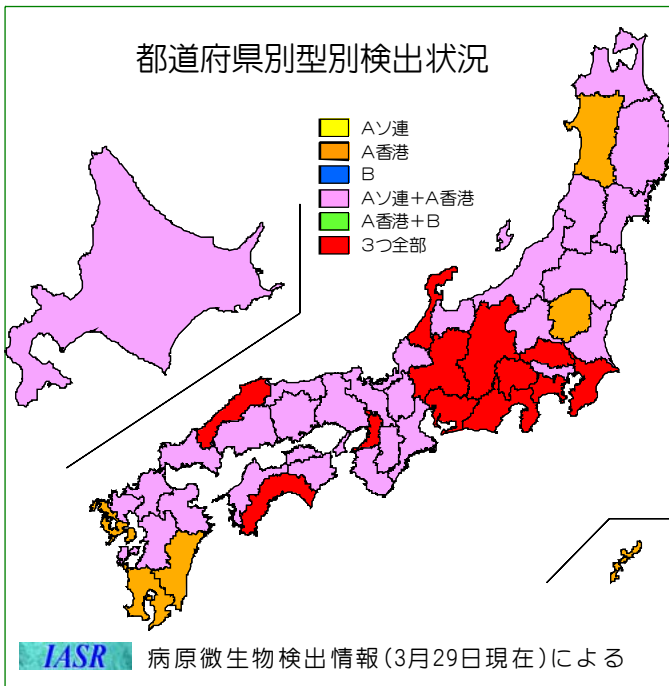 都道府県別型別検出状況
Aソ連
A香港
B
Aソ連+A香港
A香港+B
3つ全部
IASR 病原微生物検出情報(3月29日現在)による